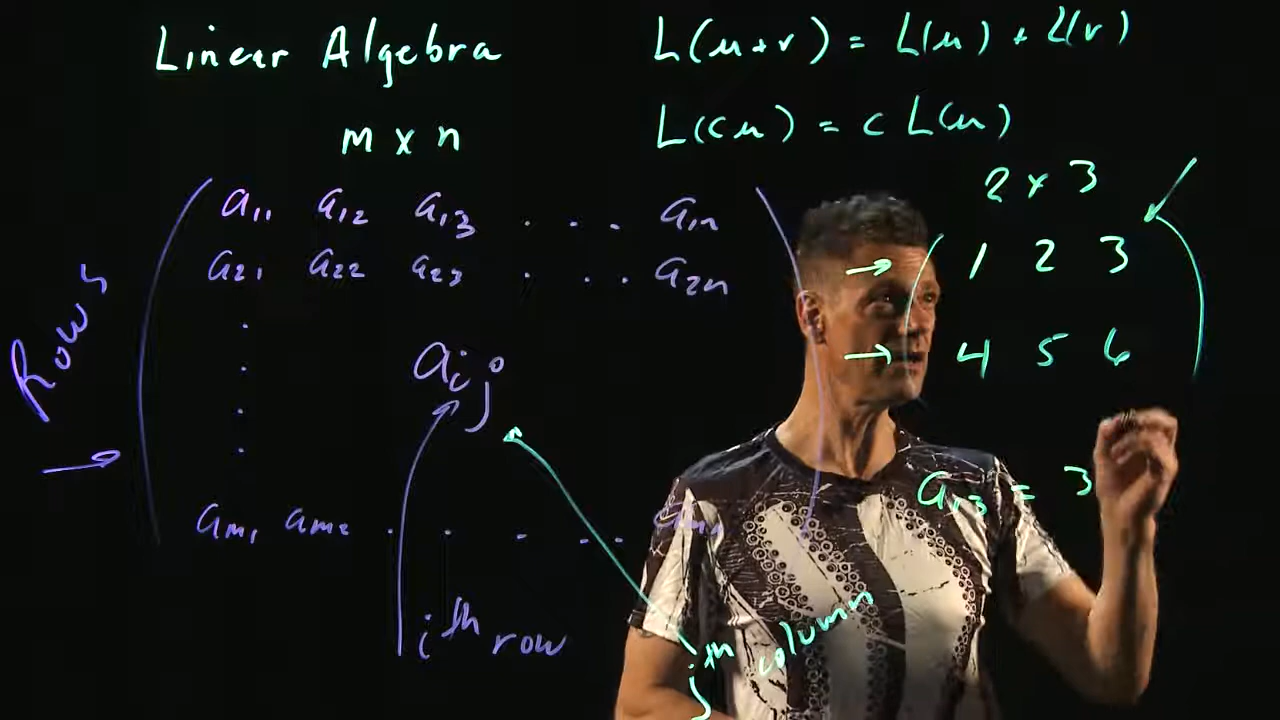 Linear Algebra
m x n
a11 a12 a13 . . . a1n
a21 a22 a23 . . . a2n
aij
am1 am2 . . . . .
Rows
ith row
jth column
L(u+v) = L(u) + L(v)
L(cu) = c L(u)
2 x 3
1 2 3
4 5 6
a13 = 3